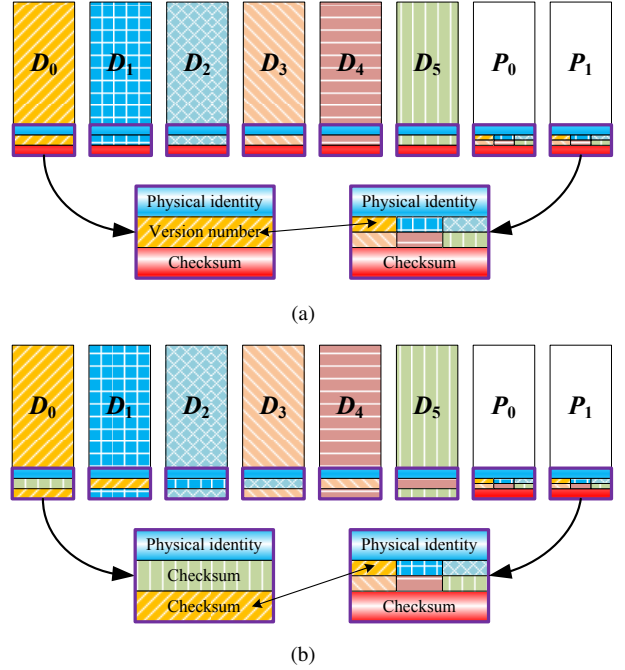 D₀ D₁ D₂ D₃ D₄ D₅ P₀ P₁
Physical identity Physical identity
Version number
Checksum Checksum
(a)
D₀ D₁ D₂ D₃ D₄ D₅ P₀ P₁
Physical identity Physical identity
Checksum
Checksum Checksum
(b)